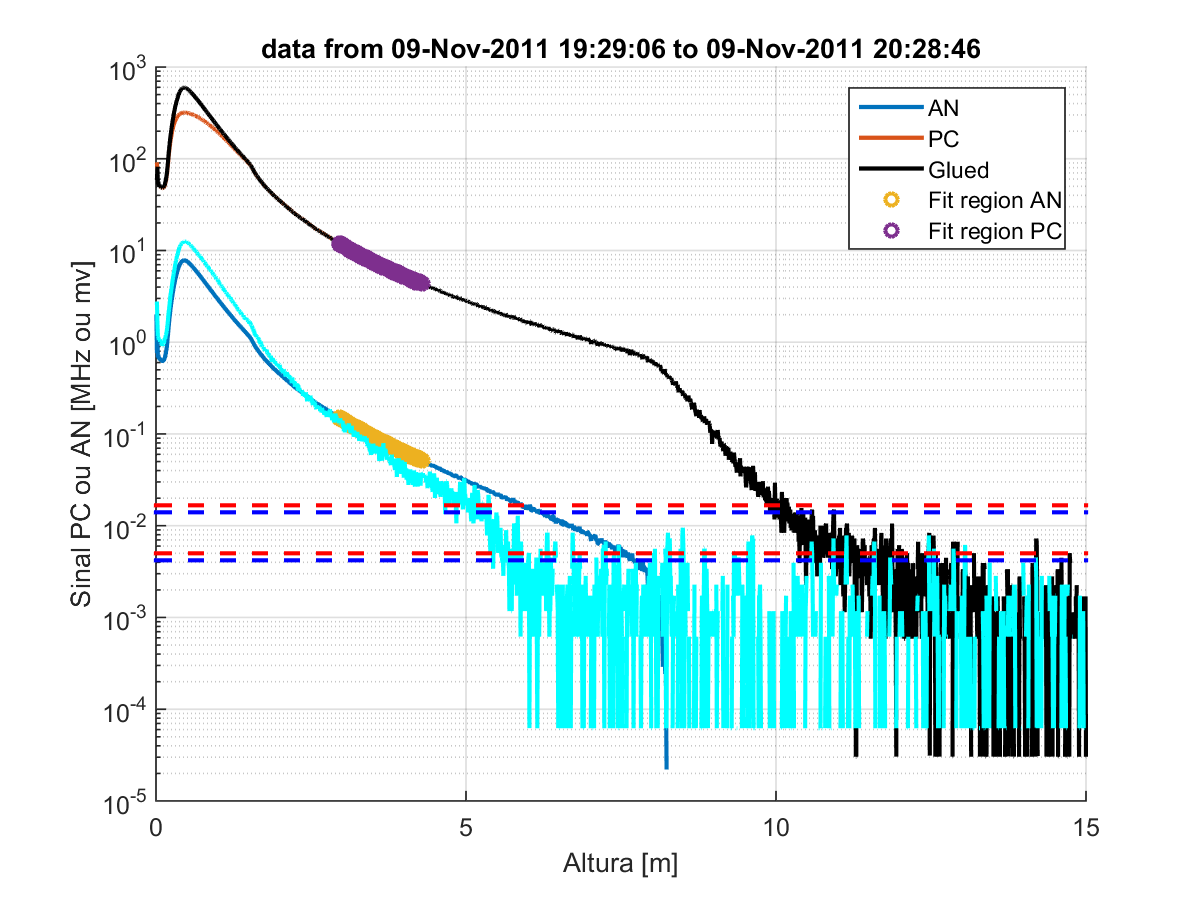 data from 09-Nov-2011 19:29:06 to 09-Nov-2011 20:28:46
AN
PC
Glued
Fit region AN
Fit region PC
Sinal PC ou AN [MHz ou mv]
10^3
10^2
10^1
10^0
10^-1
10^-2
10^-3
10^-4
10^-5
0 5 10 15
Altura [m]